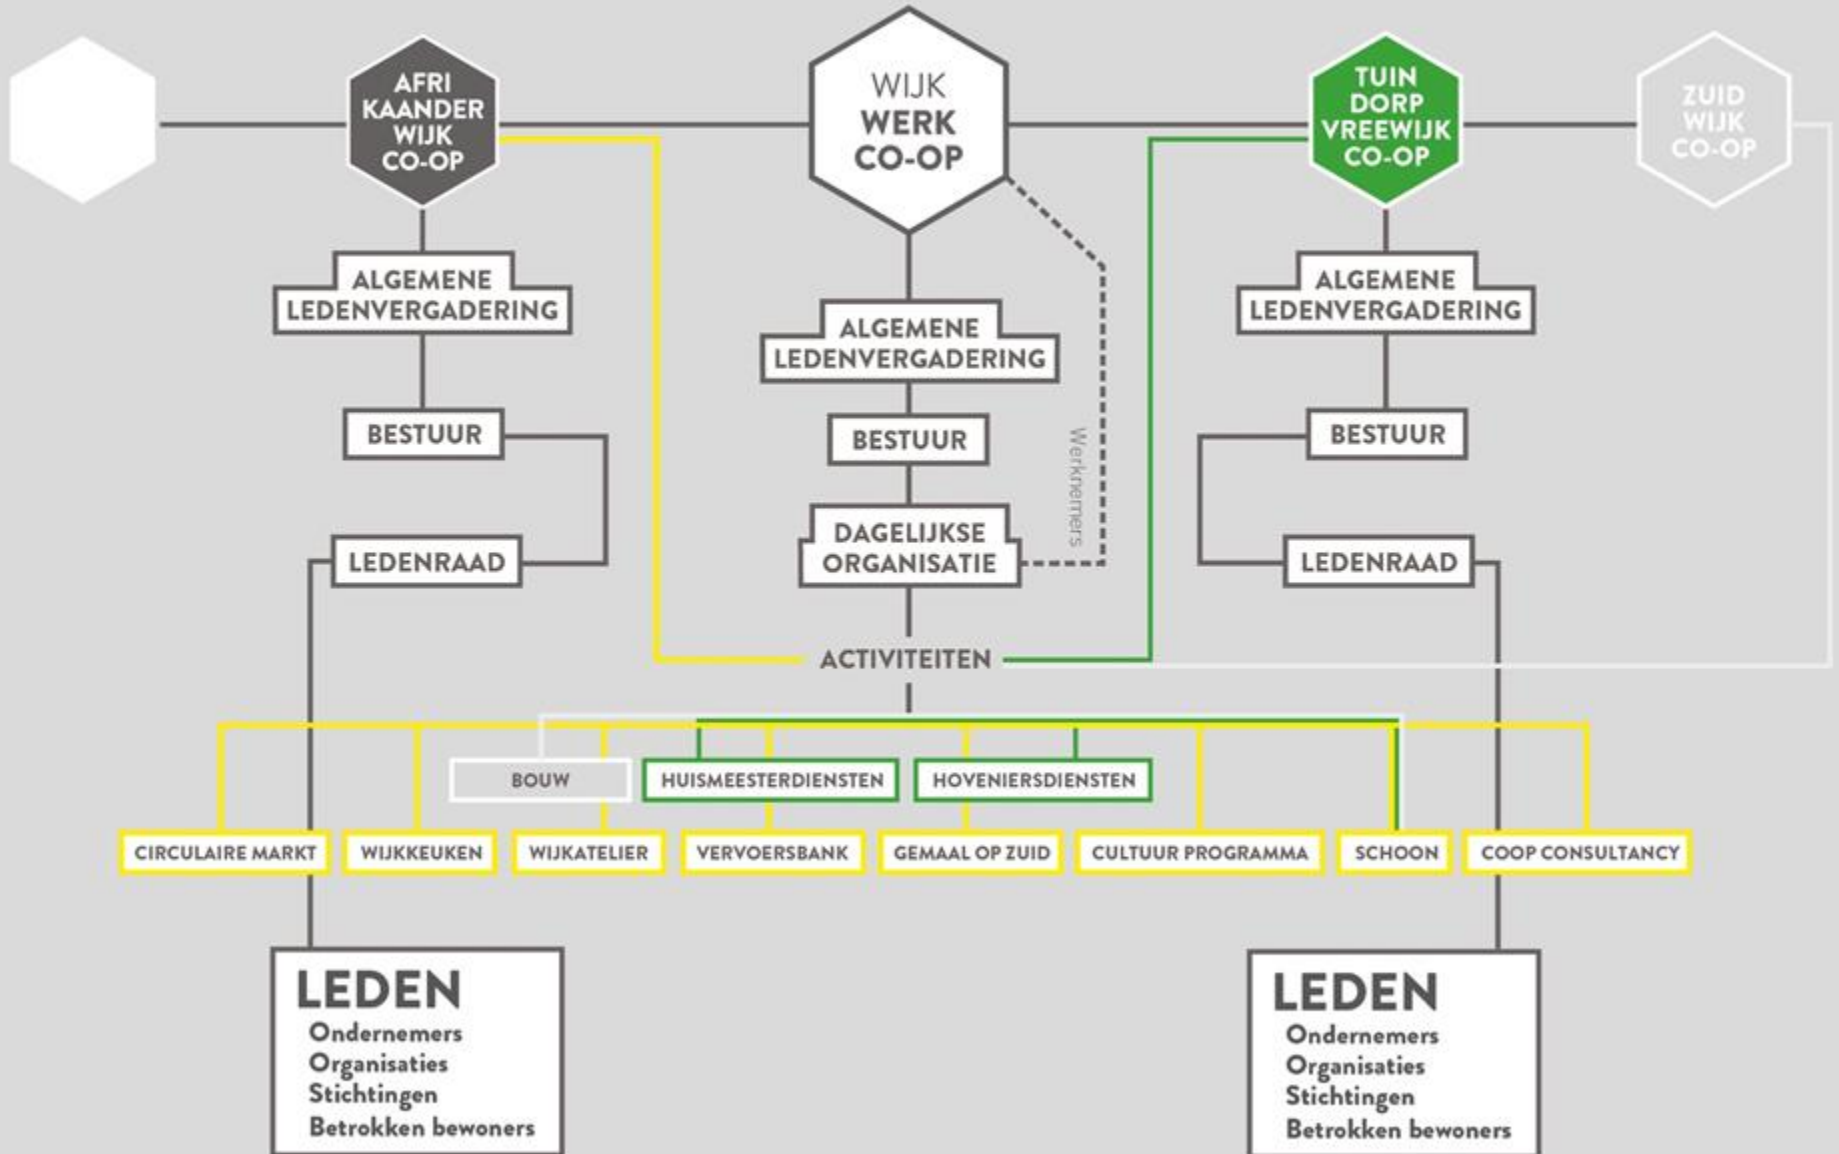 AFRI
KAANDER
WIJK
CO-OP
WIJK
WERK
CO-OP
TUIN
DORP
VREEWIJK
CO-OP
ZUID
WIJK
CO-OP
ALGEMENE
LEDENVERGADERING
ALGEMENE
LEDENVERGADERING
ALGEMENE
LEDENVERGADERING
BESTUUR
BESTUUR
BESTUUR
Werknemers
LEDENRAAD
DAGELIJKSE
ORGANISATIE
LEDENRAAD
ACTIVITEITEN
BOUW
HUISMEESTERDIENSTEN
HOVENIERSDIENSTEN
CIRCULAIRE MARKT
WIJKKEUKEN
WIJKATELIER
VERVOERSBANK
GEMAAL OP ZUID
CULTUUR PROGRAMMA
SCHOON
COOP CONSULTANCY
LEDEN
Ondernemers
Organisaties
Stichtingen
Betrokken bewoners
LEDEN
Ondernemers
Organisaties
Stichtingen
Betrokken bewoners